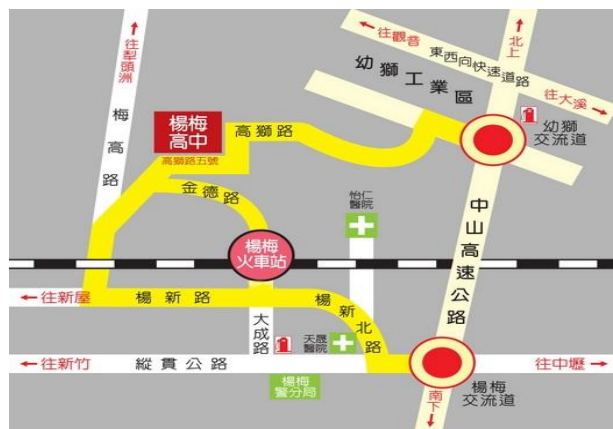 往犁頭洲
梅高路
楊梅
高中
高獅路五號
高獅路
金德路
幼獅工業區
往觀音
東西向快速道路
往大溪
北上
幼獅
交流道
中山高速公路
怡仁
醫院
楊梅
火車站
往新屋
楊新路
楊新北路
大成路
天晟
醫院
往新竹
縱貫公路
楊梅
警分局
往中壢
楊梅
交流道
南下